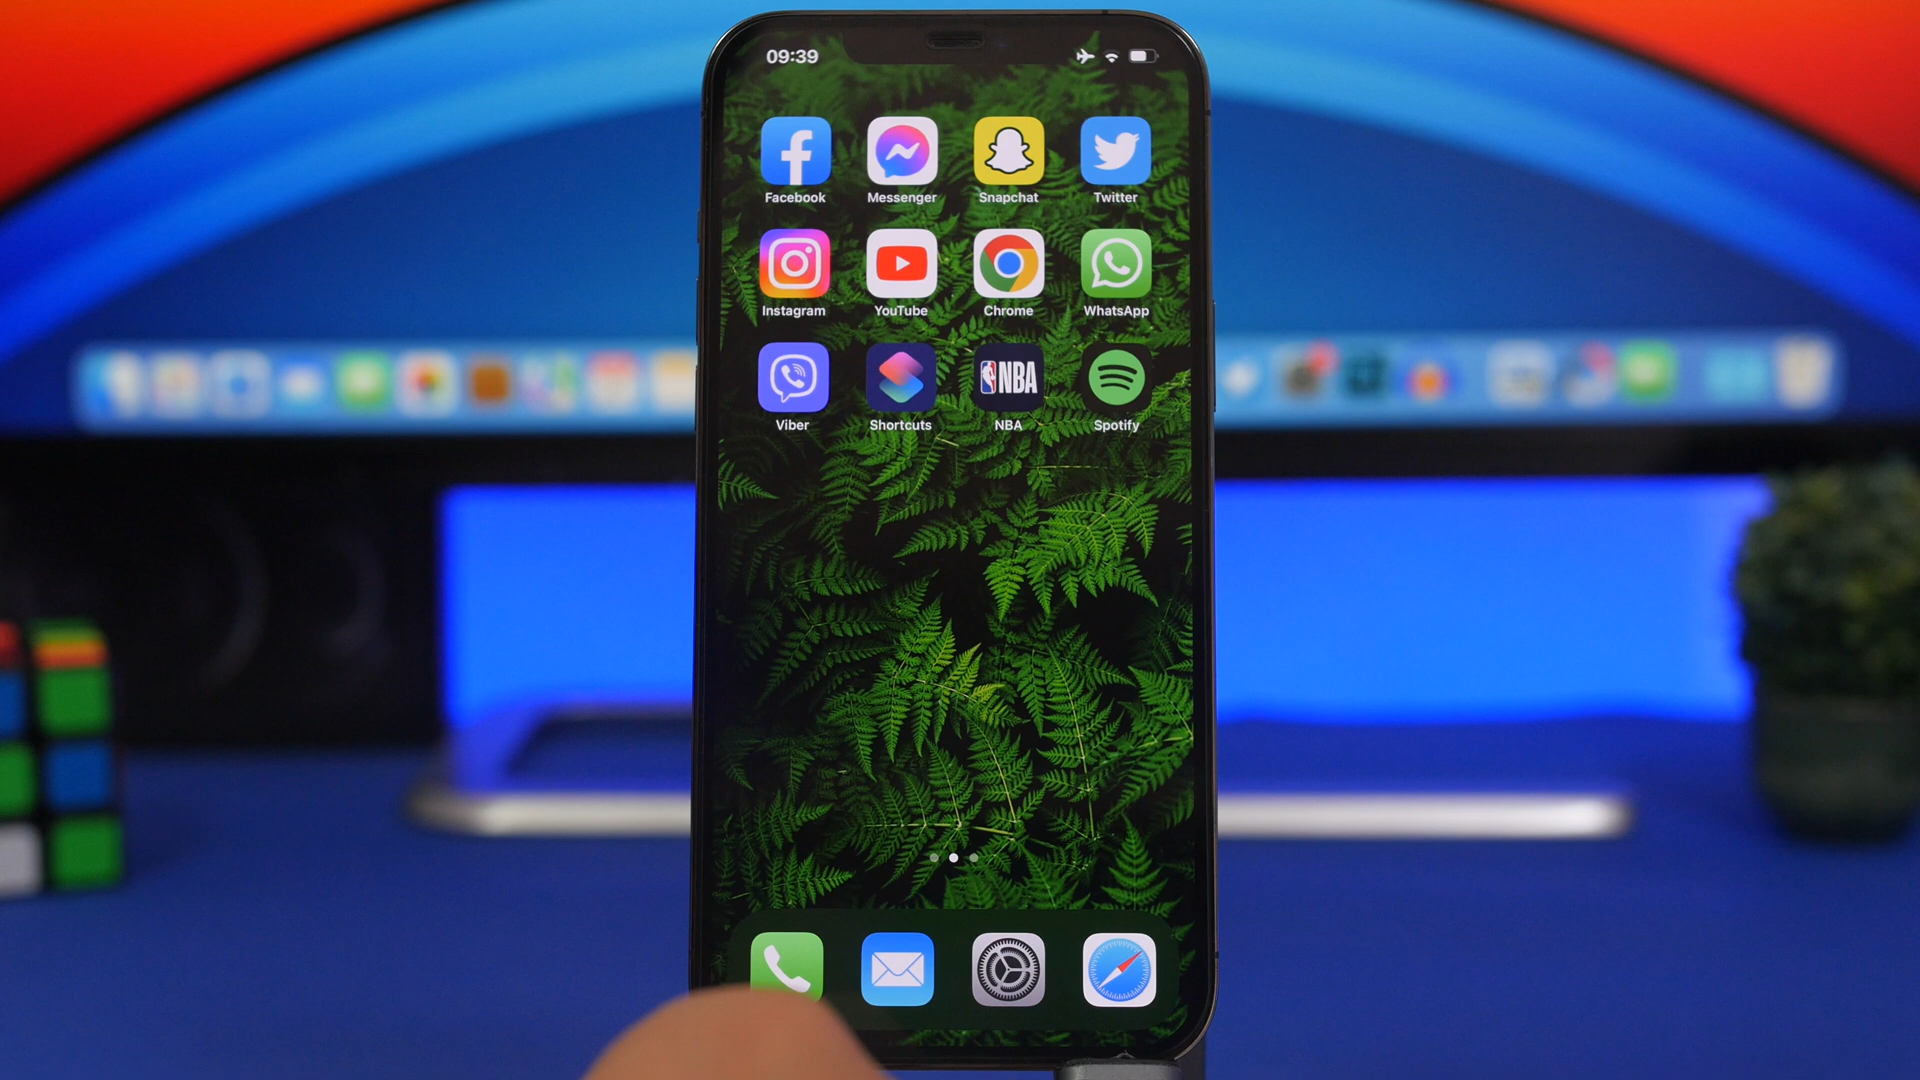 09:39
Facebook Messenger Snapchat Twitter
Instagram YouTube Chrome WhatsApp
NBA
Viber Shortcuts NBA Spotify